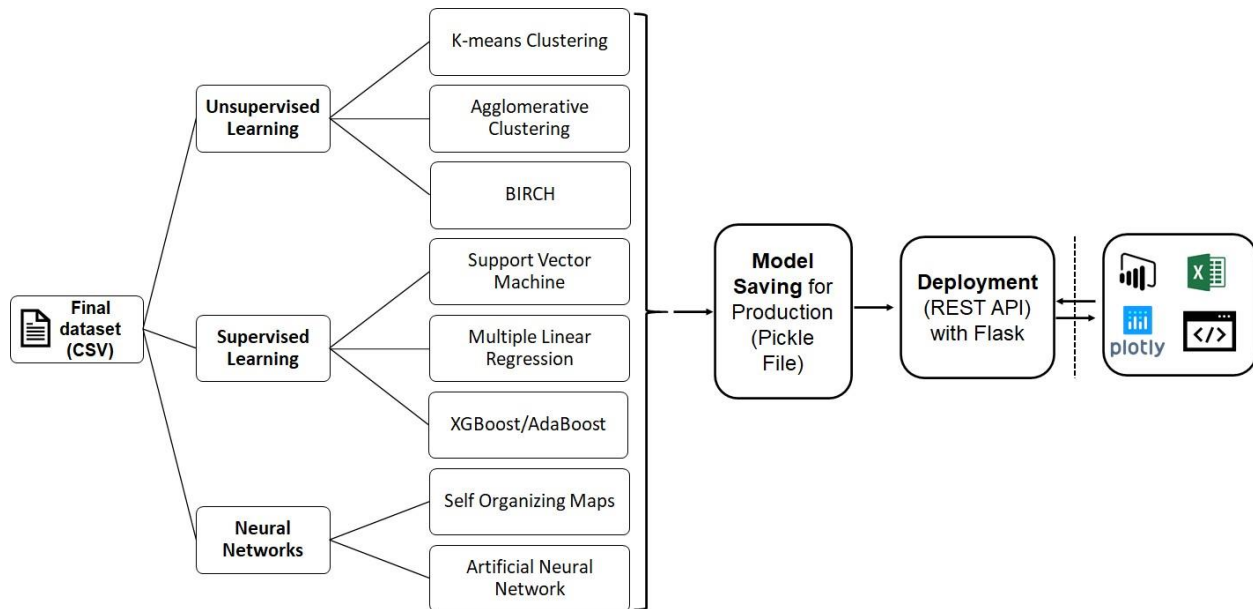 Final
dataset
(CSV)
Unsupervised
Learning
Supervised
Learning
Neural
Networks
K-means Clustering
Agglomerative
Clustering
BIRCH
Support Vector
Machine
Multiple Linear
Regression
XGBoost/AdaBoost
Self Organizing Maps
Artificial Neural
Network
Model
Saving for
Production
(Pickle
File)
Deployment
(REST API)
with Flask
X
plotly
</>